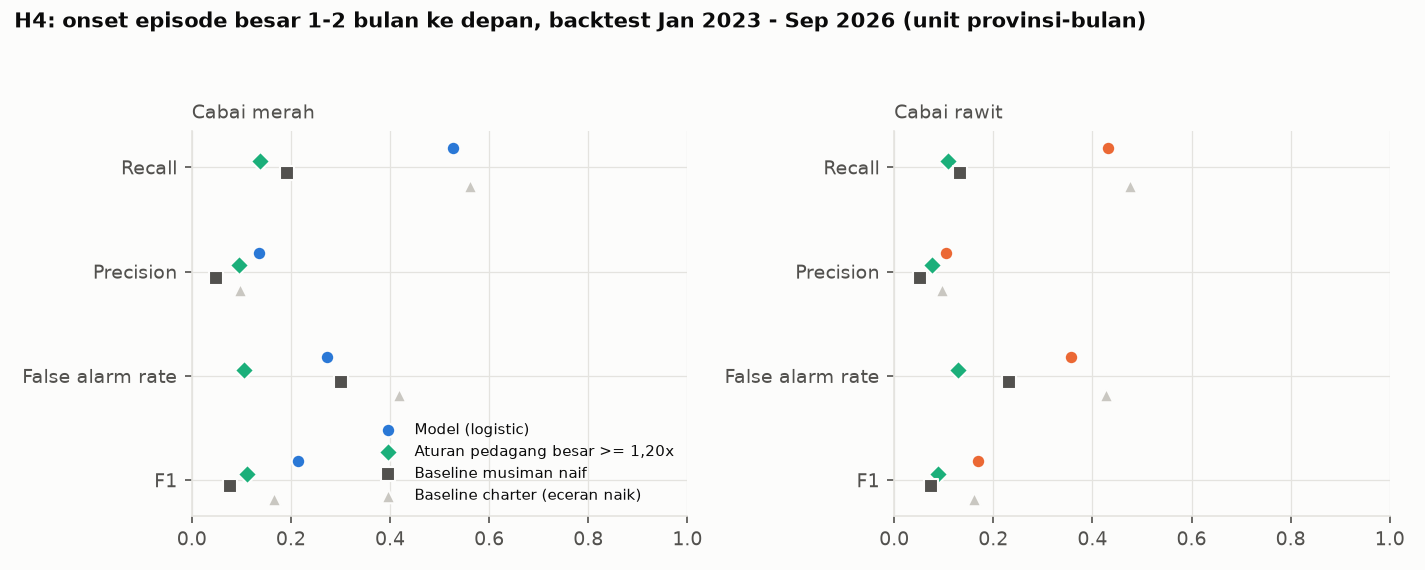 H4: onset episode besar 1-2 bulan ke depan, backtest Jan 2023 - Sep 2026 (unit provinsi-bulan)
Cabai merah
Recall
Precision
False alarm rate
F1
Model (logistic)
Aturan pedagang besar >= 1,20x
Baseline musiman naif
Baseline charter (eceran naik)
0.0 0.2 0.4 0.6 0.8 1.0
Cabai rawit
Recall
Precision
False alarm rate
F1
0.0 0.2 0.4 0.6 0.8 1.0